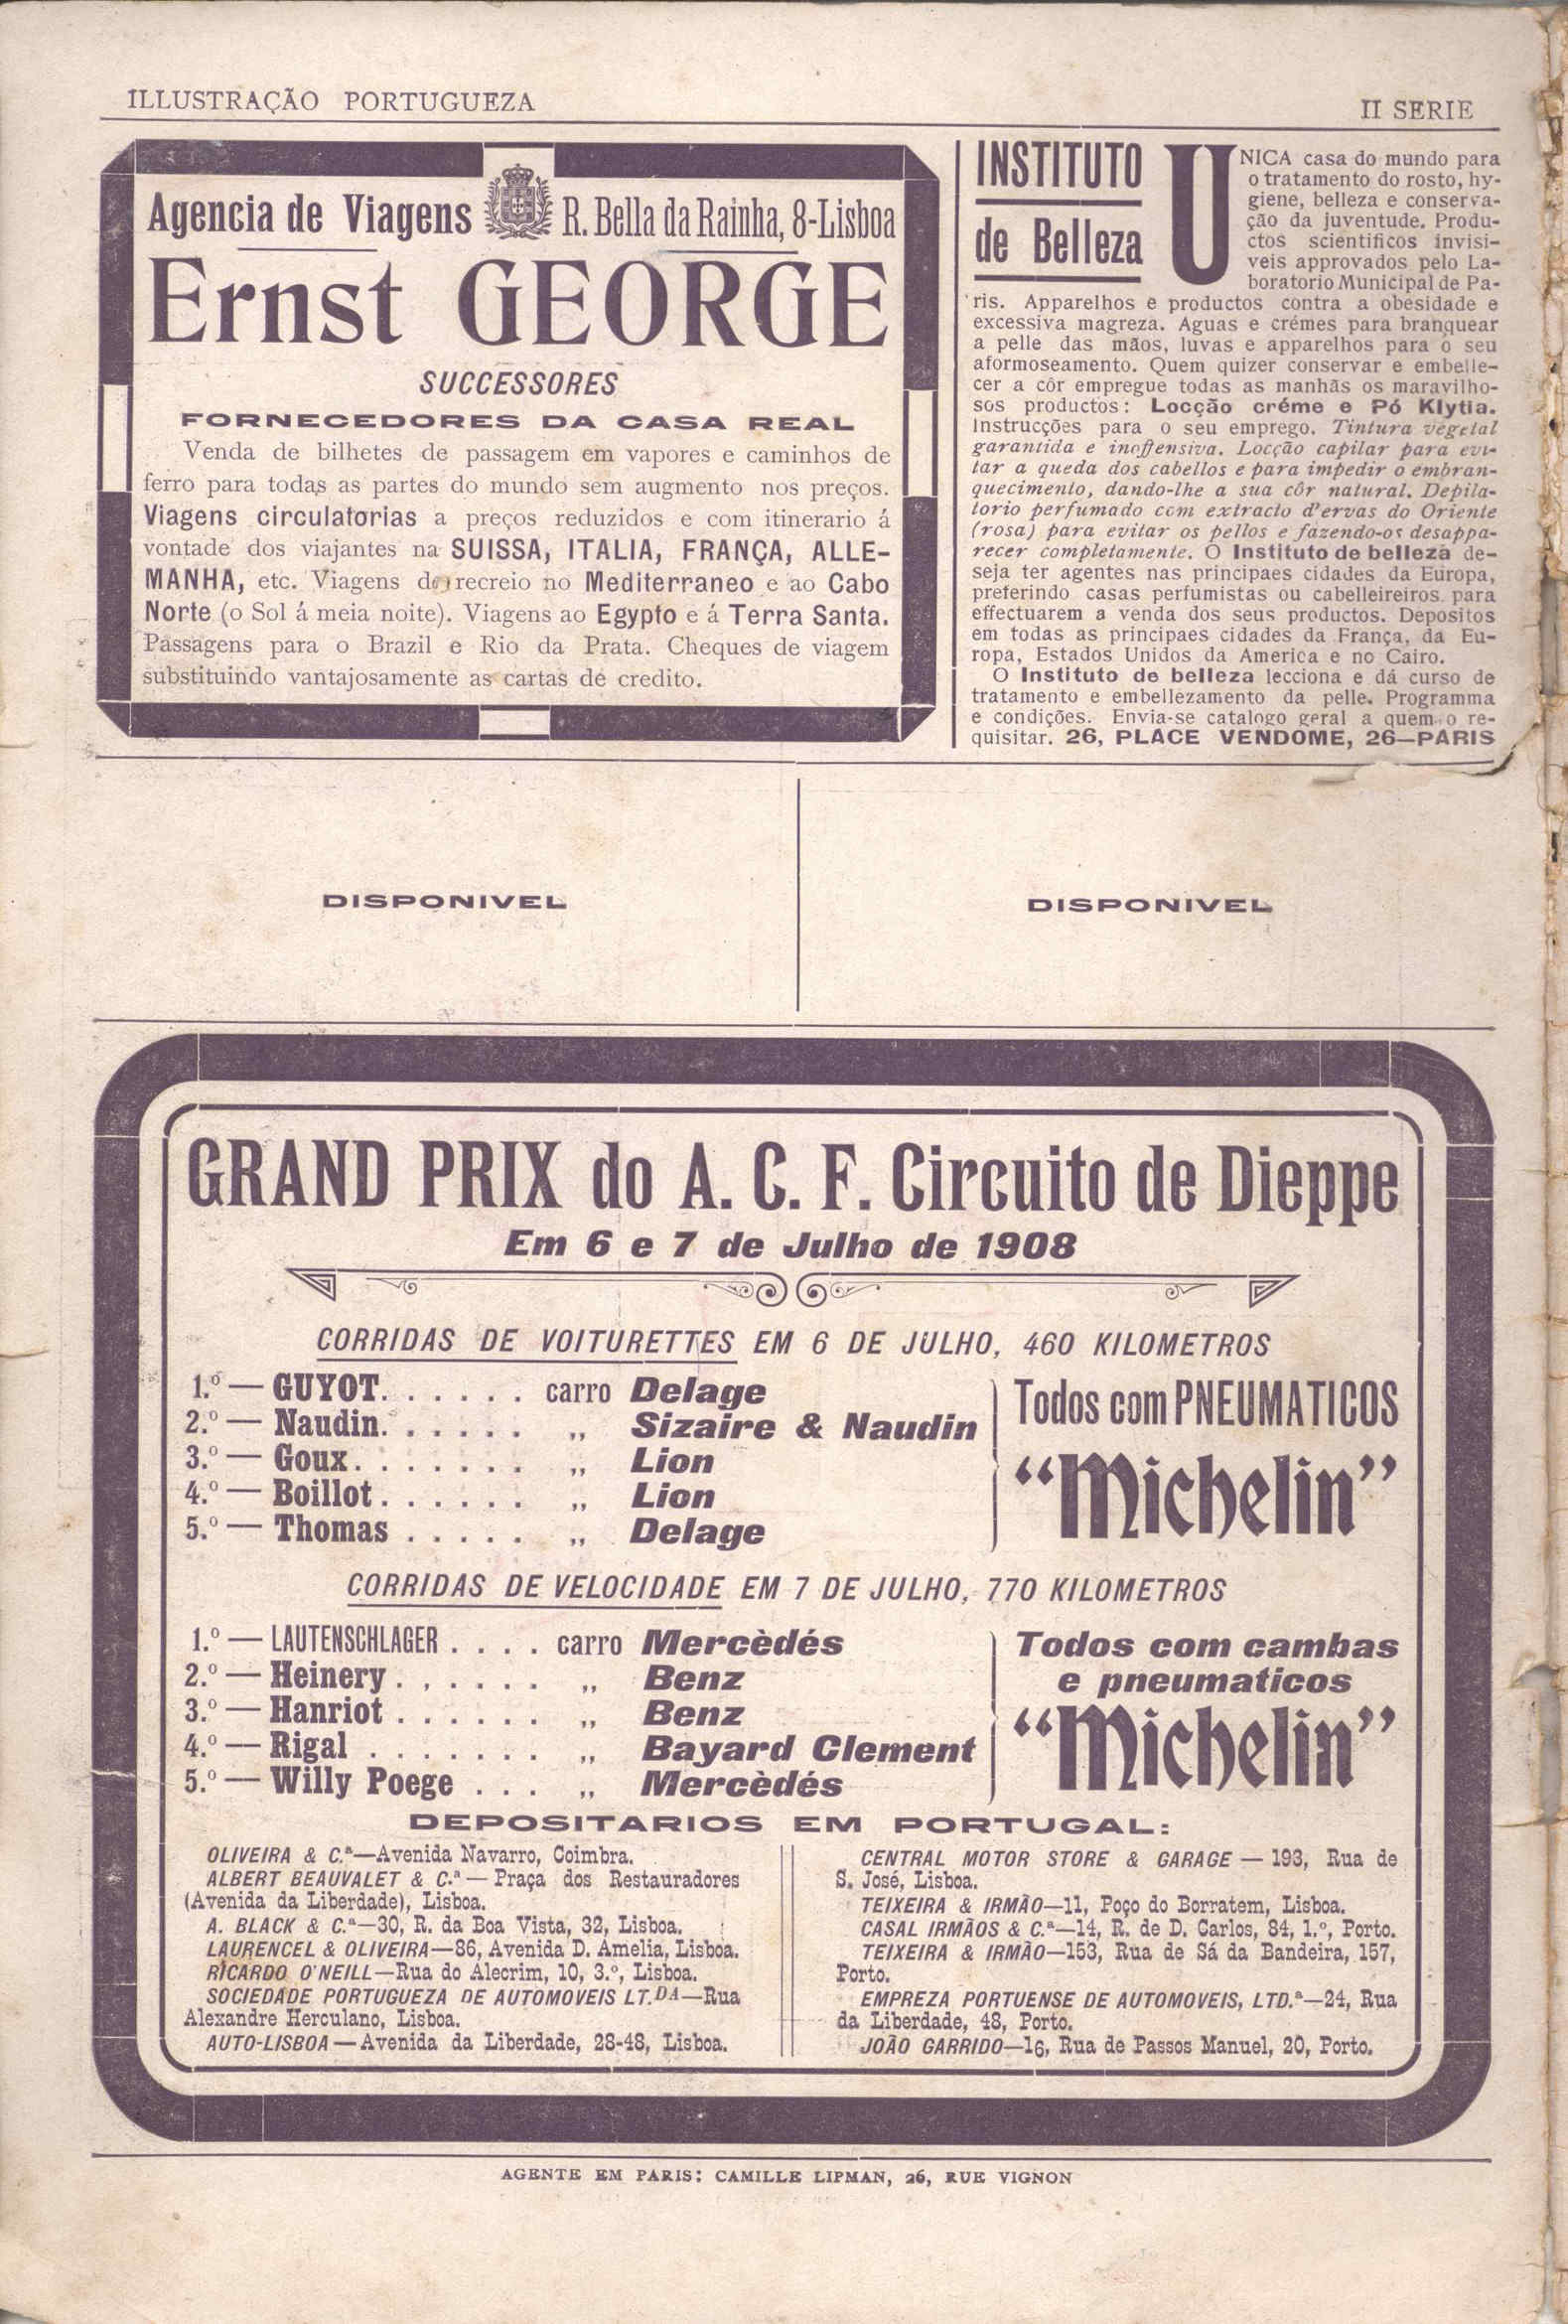 ILLUSTRAÇÃO PORTUGUEZA
II SERIE
Agencia de Viagens R. Bella da Rainha, 8-Lisboa
Ernst GEORGE
SUCCESSORES
FORNECEDORES DA CASA REAL
Venda de bilhetes de passagem em vapores e caminhos de
ferro para todas as partes do mundo sem augmento nos preços.
Viagens circulatorias a preços reduzidos e com itinerario á
vontade dos viajantes na SUISSA, ITALIA, FRANÇA, ALLE-
MANHA, etc. Viagens de recreio no Mediterraneo e ao Cabo
Norte (o Sol á meia noite). Viagens ao Egypto e á Terra Santa.
Passagens para o Brazil e Rio da Prata. Cheques de viagem
substituindo vantajosamente as cartas de credito.
INSTITUTO
de Belleza
UNICA casa do mundo para
o tratamento do rosto, hy-
giene, belleza e conserva-
ção da juventude. Produ-
ctos scientificos invisi-
veis approvados pelo La-
boratorio Municipal de Pa-
ris. Apparelhos e productos contra a obesidade e
excessiva magreza. Aguas e crémes para branquear
a pelle das mãos, luvas e apparelhos para o seu
aformoseamento. Quem quizer conservar e embelle-
cer a côr empregue todas as manhãs os maravilho-
sos productos: Locção créme e Pó Klytia.
Instrucções para o seu emprego. Tintura vegetal
garantida e inoffensiva. Locção capilar para evi-
tar a queda dos cabellos e para impedir o embran-
quecimento, dando-lhe a sua côr natural. Depila-
torio perfumado com extracto d'ervas do Oriente
(rosa) para evitar os pellos e fazendo-os desappa-
recer completamente. O Instituto de belleza de-
seja ter agentes nas principaes cidades da Europa,
preferindo casas perfumistas ou cabelleireiros para
effectuarem a venda dos seus productos. Depositos
em todas as principaes cidades da França, da Eu-
ropa, Estados Unidos da America e no Cairo.
O Instituto de belleza lecciona e dá curso de
tratamento e embellezamento da pelle. Programma
e condições. Envia-se catalogo geral a quem o re-
quisitar. 26, PLACE VENDOME, 26—PARIS
DISPONIVEL
DISPONIVEL
GRAND PRIX do A. C. F. Circuito de Dieppe
Em 6 e 7 de Julho de 1908
CORRIDAS DE VOITURETTES EM 6 DE JULHO, 460 KILOMETROS
1.º — GUYOT. . . . . . carro Delage
2.º — Naudin. . . . . . ,, Sizaire & Naudin
3.º — Goux. . . . . . . ,, Lion
4.º — Boillot. . . . . . ,, Lion
5.º — Thomas . . . . . ,, Delage
Todos com PNEUMATICOS
“Michelin”
CORRIDAS DE VELOCIDADE EM 7 DE JULHO, 770 KILOMETROS
1.º — LAUTENSCHLAGER . . . . carro Mercèdés
2.º — Heinery . . . . . . ,, Benz
3.º — Hanriot . . . . . . ,, Benz
4.º — Rigal . . . . . . . ,, Bayard Clement
5.º — Willy Poege . . . ,, Mercèdés
Todos com cambas
e pneumaticos
“Michelin”
DEPOSITARIOS EM PORTUGAL:
OLIVEIRA & C.ª—Avenida Navarro, Coimbra.
ALBERT BEAUVALET & C.ª — Praça dos Restauradores
(Avenida da Liberdade), Lisboa.
A. BLACK & C.ª—30, R. da Boa Vista, 32, Lisboa.
LAURENCEL & OLIVEIRA—86, Avenida D. Amelia, Lisboa.
RICARDO O'NEILL—Rua do Alecrim, 10, 3.º, Lisboa.
SOCIEDADE PORTUGUEZA DE AUTOMOVEIS LT.DA—Rua
Alexandre Herculano, Lisboa.
AUTO-LISBOA — Avenida da Liberdade, 28-48, Lisboa.
CENTRAL MOTOR STORE & GARAGE — 193, Rua de
S. José, Lisboa.
TEIXEIRA & IRMÃO—11, Poço do Borratem, Lisboa.
CASAL IRMÃOS & C.ª—14, R. de D. Carlos, 84, 1.º, Porto.
TEIXEIRA & IRMÃO—153, Rua de Sá da Bandeira, 157,
Porto.
EMPREZA PORTUENSE DE AUTOMOVEIS, LTD.ª—24, Rua
da Liberdade, 48, Porto.
JOÃO GARRIDO—16, Rua de Passos Manuel, 20, Porto.
AGENTE EM PARIS: CAMILLE LIPMAN, 26, RUE VIGNON